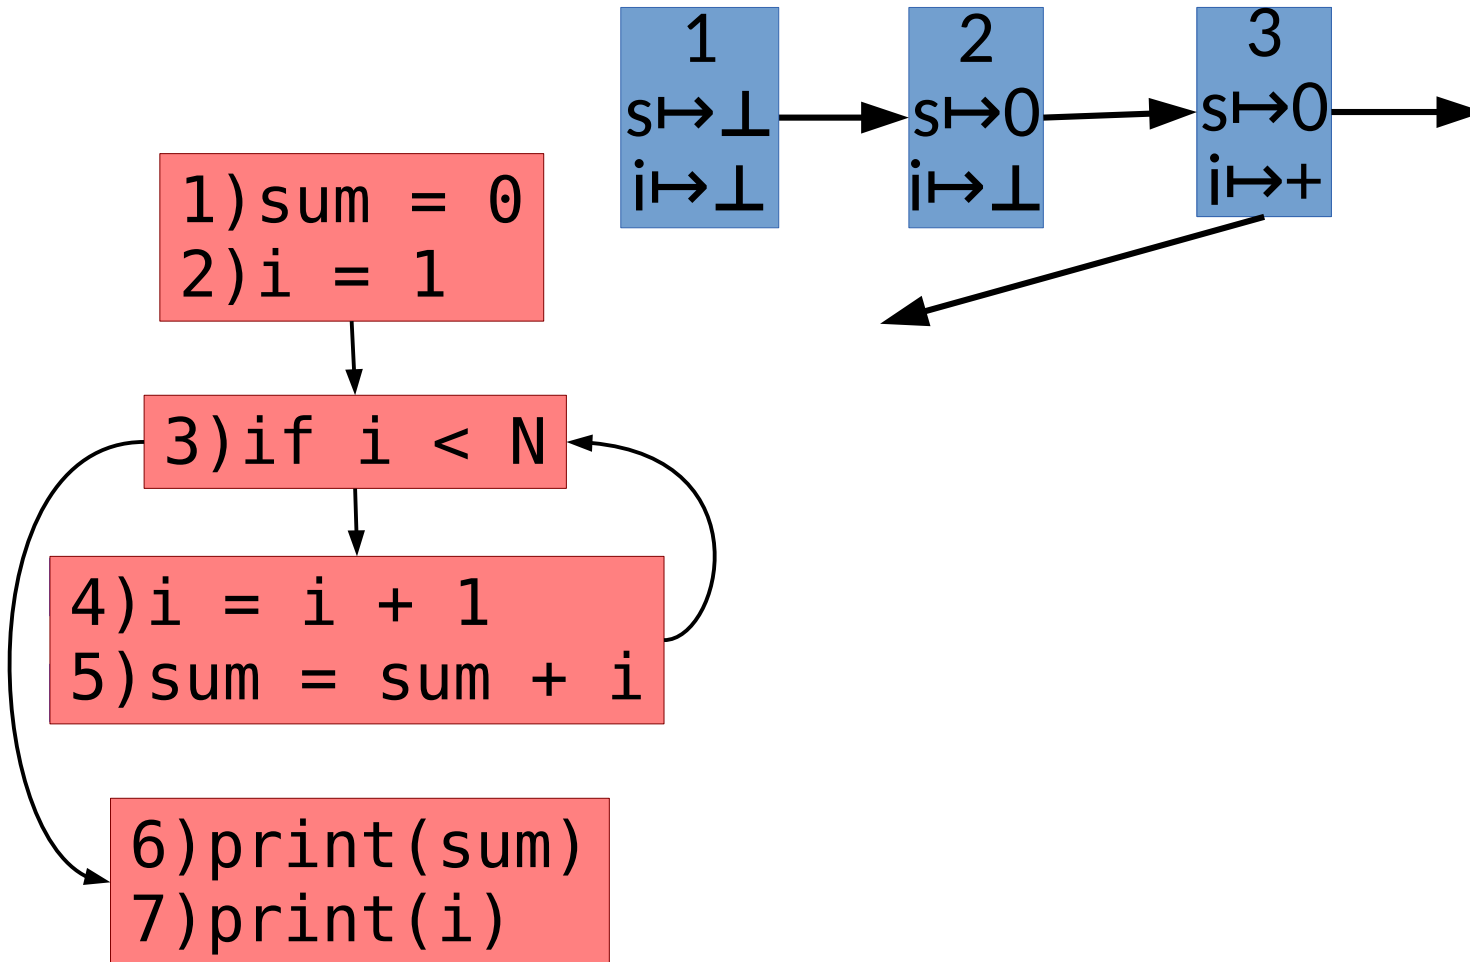 1
s↦⊥
i↦⊥
2
s↦0
i↦⊥
3
s↦0
i↦+
1)sum = 0
2)i = 1
3)if i < N
4)i = i + 1
5)sum = sum + i
6)print(sum)
7)print(i)